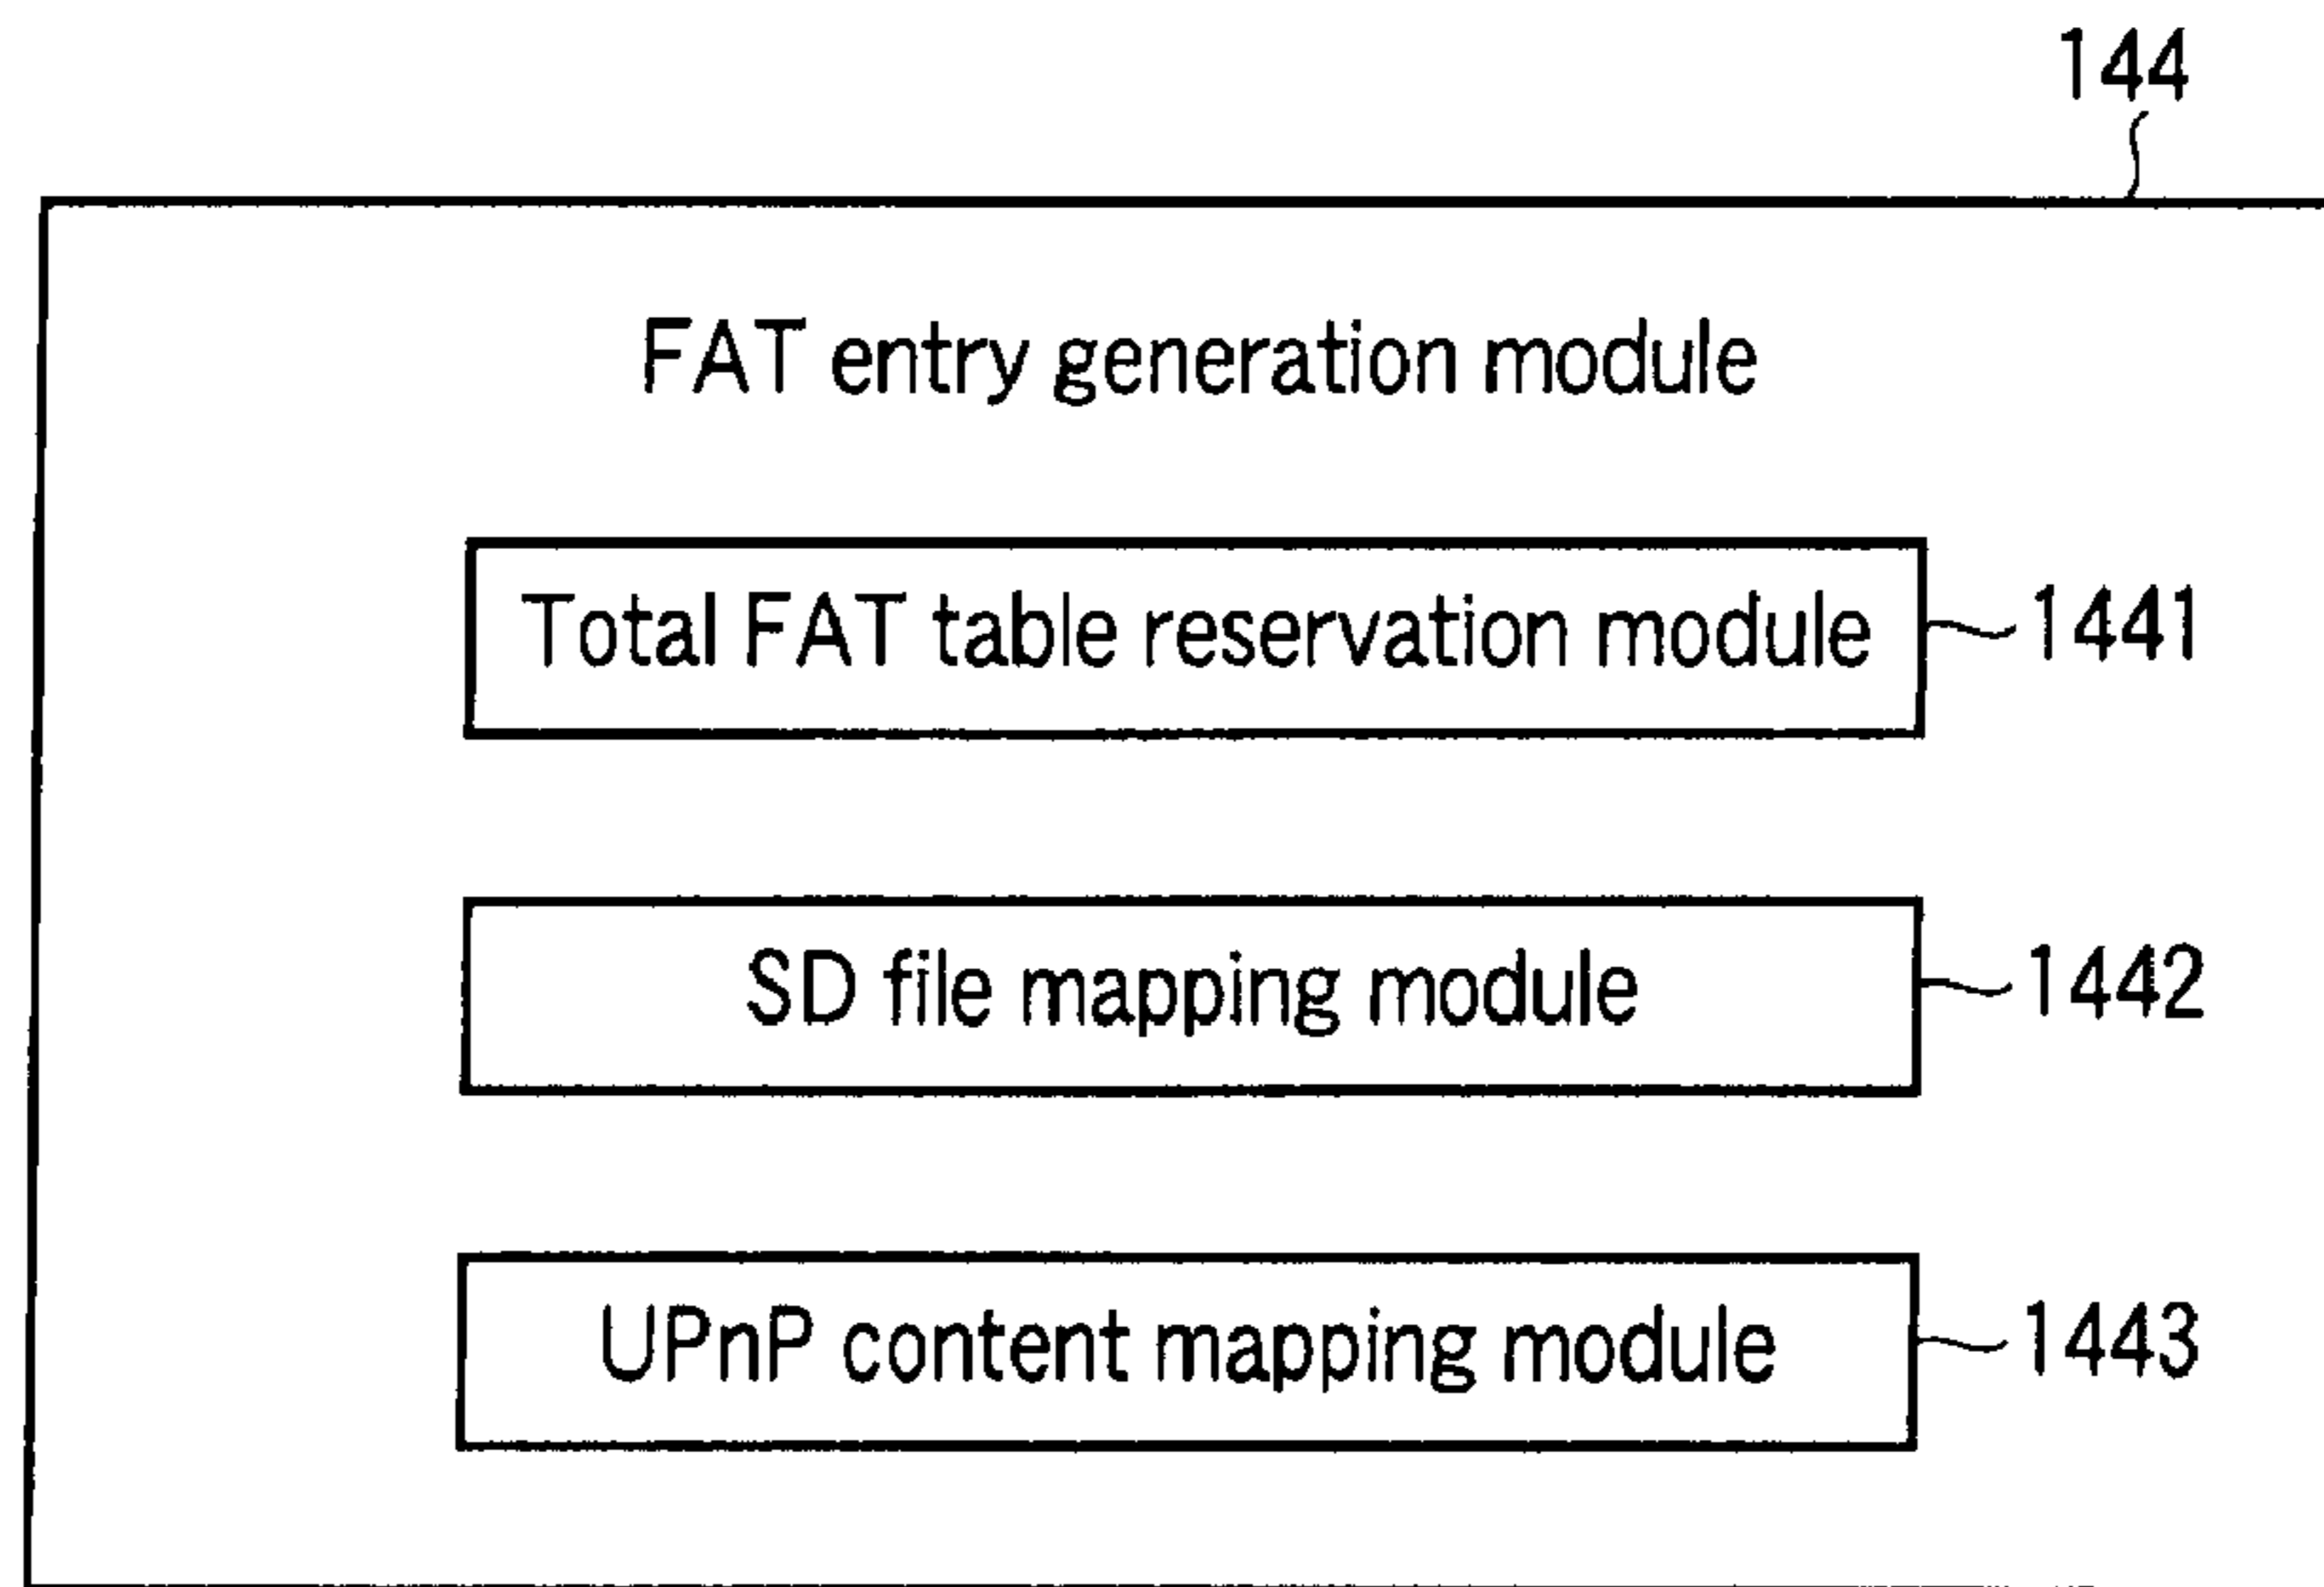 144
FAT entry generation module
Total FAT table reservation module
1441
SD file mapping module
1442
UPnP content mapping module
1443